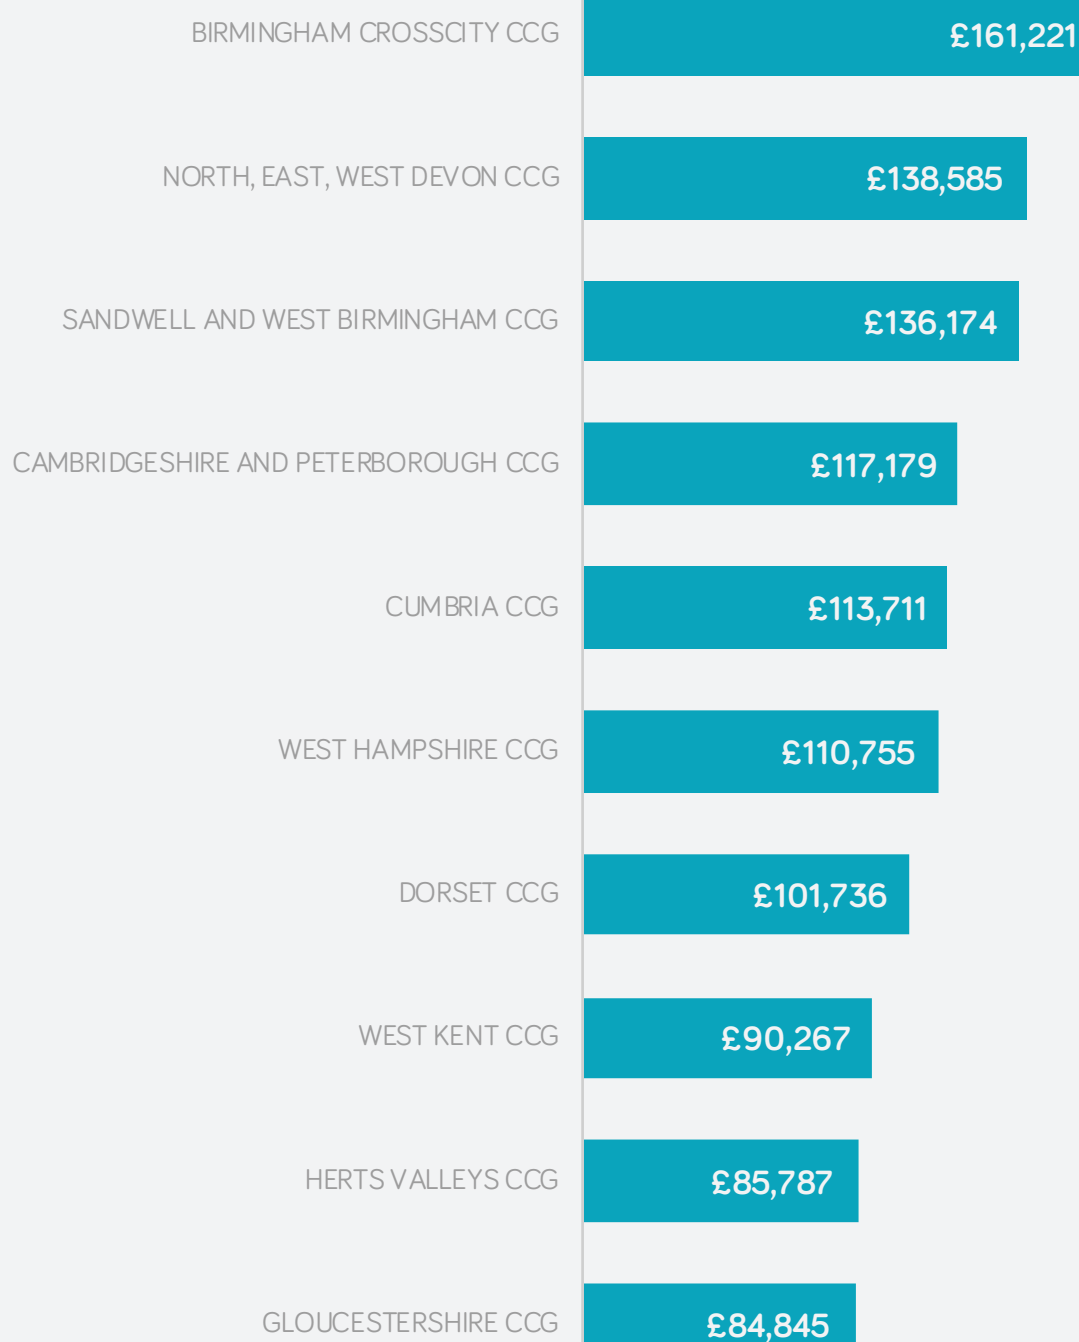 BIRMINGHAM CROSSCITY CCG £161,221
NORTH, EAST, WEST DEVON CCG £138,585
SANDWELL AND WEST BIRMINGHAM CCG £136,174
CAMBRIDGESHIRE AND PETERBOROUGH CCG £117,179
CUMBRIA CCG £113,711
WEST HAMPSHIRE CCG £110,755
DORSET CCG £101,736
WEST KENT CCG £90,267
HERTS VALLEYS CCG £85,787
GLOUCESTERSHIRE CCG £84,845